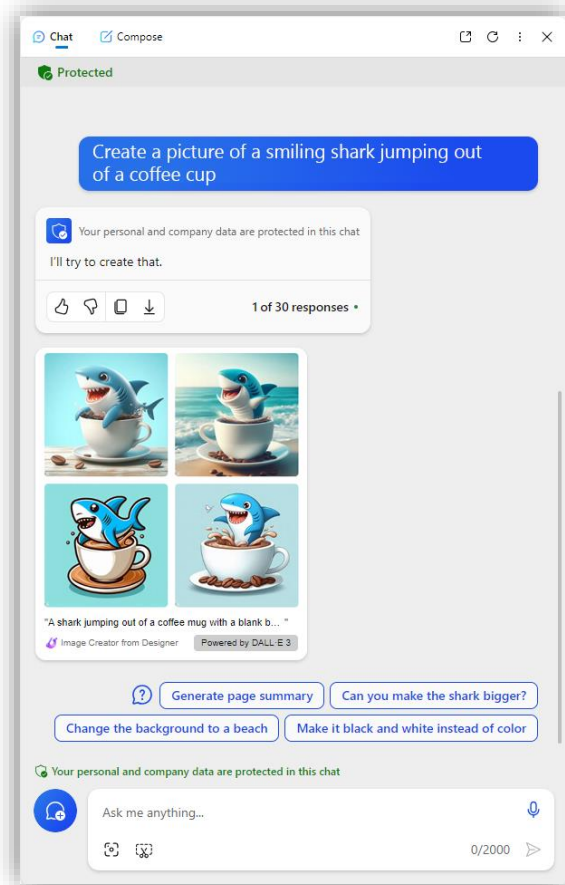 Chat Compose
Protected
Create a picture of a smiling shark jumping out
of a coffee cup
Your personal and company data are protected in this chat
I'll try to create that.
1 of 30 responses
"A shark jumping out of a coffee mug with a blank b... "
Image Creator from Designer Powered by DALL·E 3
Generate page summary Can you make the shark bigger?
Change the background to a beach Make it black and white instead of color
Your personal and company data are protected in this chat
Ask me anything...
0/2000